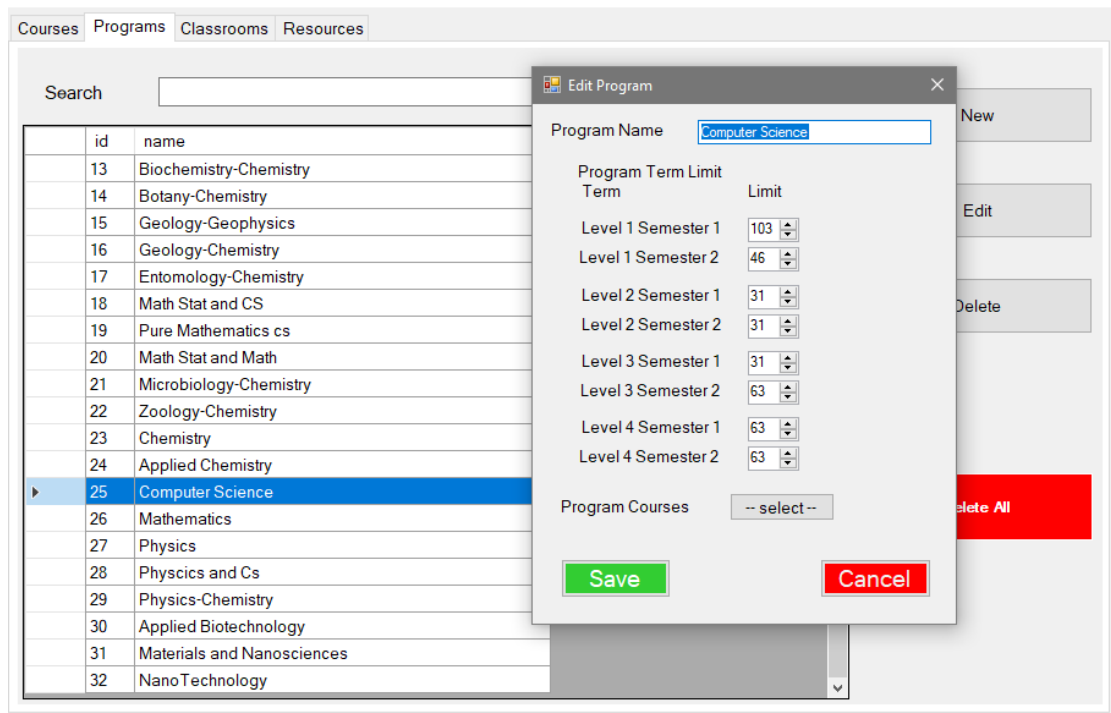 Courses Programs Classrooms Resources
Search
id name
13 Biochemistry-Chemistry
14 Botany-Chemistry
15 Geology-Geophysics
16 Geology-Chemistry
17 Entomology-Chemistry
18 Math Stat and CS
19 Pure Mathematics cs
20 Math Stat and Math
21 Microbiology-Chemistry
22 Zoology-Chemistry
23 Chemistry
24 Applied Chemistry
25 Computer Science
26 Mathematics
27 Physics
28 Physcics and Cs
29 Physics-Chemistry
30 Applied Biotechnology
31 Materials and Nanosciences
32 NanoTechnology
Edit Program
Program Name Computer Science
Program Term Limit
Term Limit
Level 1 Semester 1 103
Level 1 Semester 2 46
Level 2 Semester 1 31
Level 2 Semester 2 31
Level 3 Semester 1 31
Level 3 Semester 2 63
Level 4 Semester 1 63
Level 4 Semester 2 63
Program Courses -- select --
Save Cancel
New
Edit
Delete
elete All